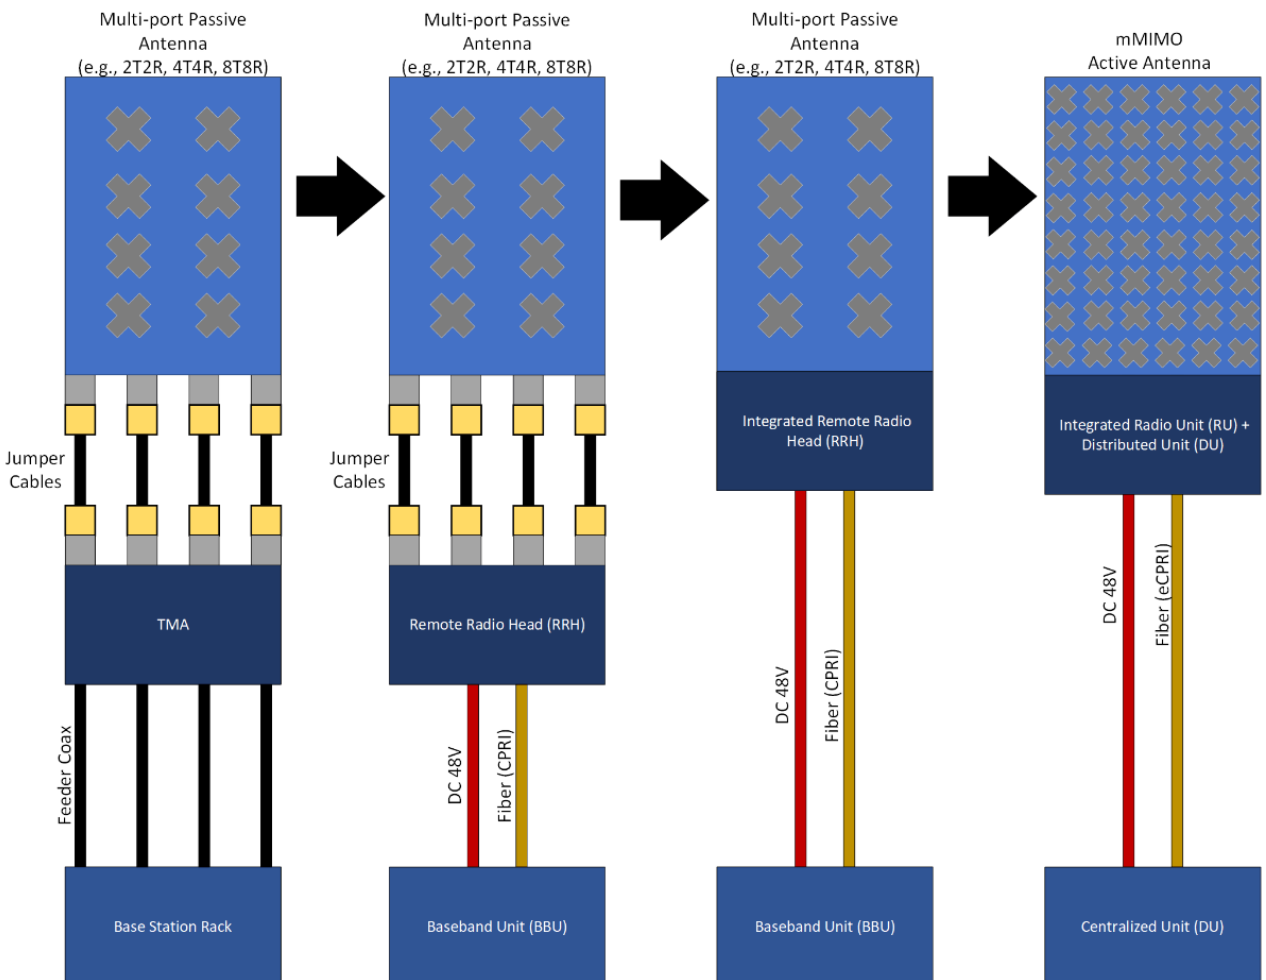 Multi-port Passive
Antenna
(e.g., 2T2R, 4T4R, 8T8R)
Jumper
Cables
TMA
Feeder Coax
Base Station Rack
Multi-port Passive
Antenna
(e.g., 2T2R, 4T4R, 8T8R)
Jumper
Cables
Remote Radio Head (RRH)
DC 48V
Fiber (CPRI)
Baseband Unit (BBU)
Multi-port Passive
Antenna
(e.g., 2T2R, 4T4R, 8T8R)
Integrated Remote Radio
Head (RRH)
DC 48V
Fiber (CPRI)
Baseband Unit (BBU)
mMIMO
Active Antenna
Integrated Radio Unit (RU) +
Distributed Unit (DU)
DC 48V
Fiber (eCPRI)
Centralized Unit (DU)